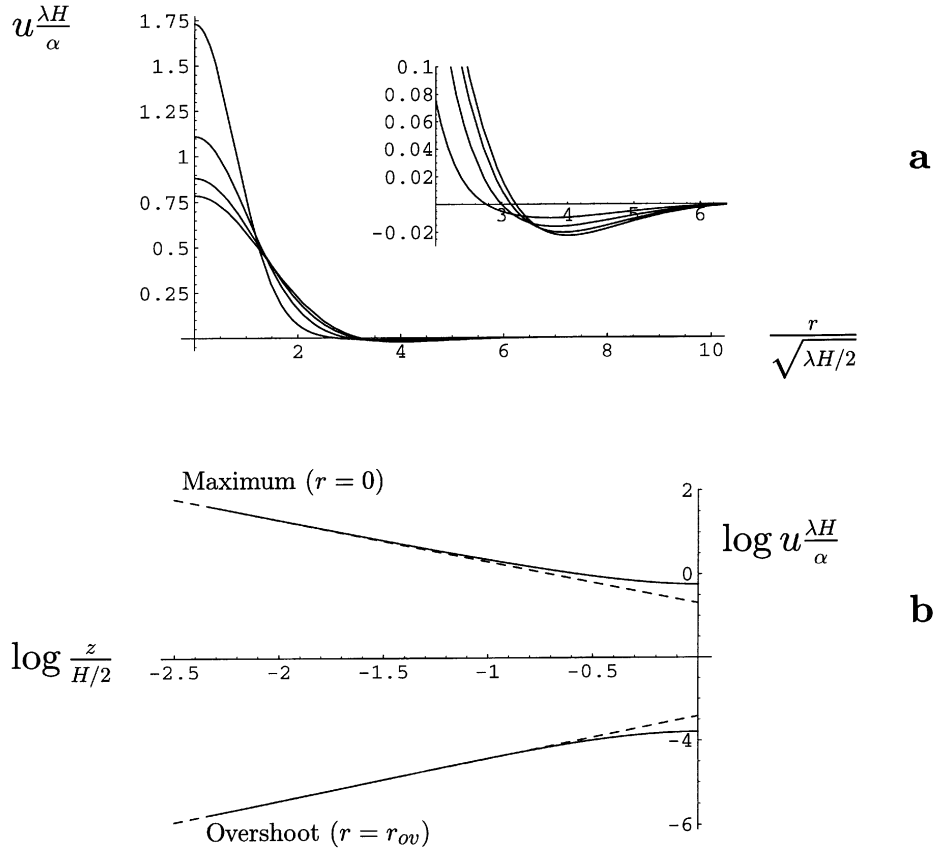 u λH/α
1.75
1.5
1.25
1
0.75
0.5
0.25
2 4 6 8 10
r/√λH/2
0.1
0.08
0.06
0.04
0.02
-0.02
3 4 5 6
a
Maximum (r = 0)
2
0
-4
-6
log u λH/α
log z/H/2
-2.5 -2 -1.5 -1 -0.5
Overshoot (r = r_ov)
b